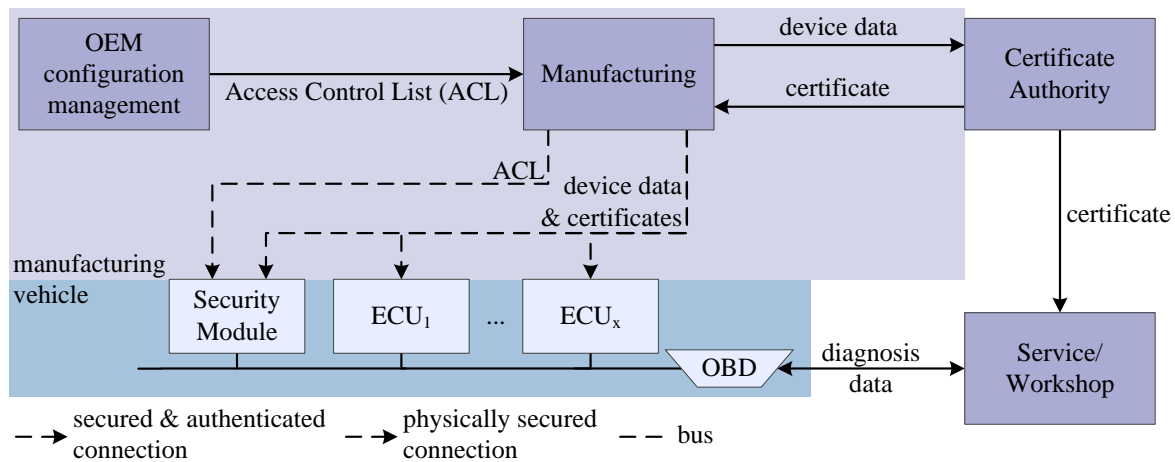 OEM
configuration
management
Access Control List (ACL)
Manufacturing
device data
certificate
Certificate
Authority
ACL
device data
& certificates
certificate
manufacturing
vehicle
Security
Module
ECU1
...
ECUx
OBD
diagnosis
data
Service/
Workshop
secured & authenticated
connection
physically secured
connection
bus